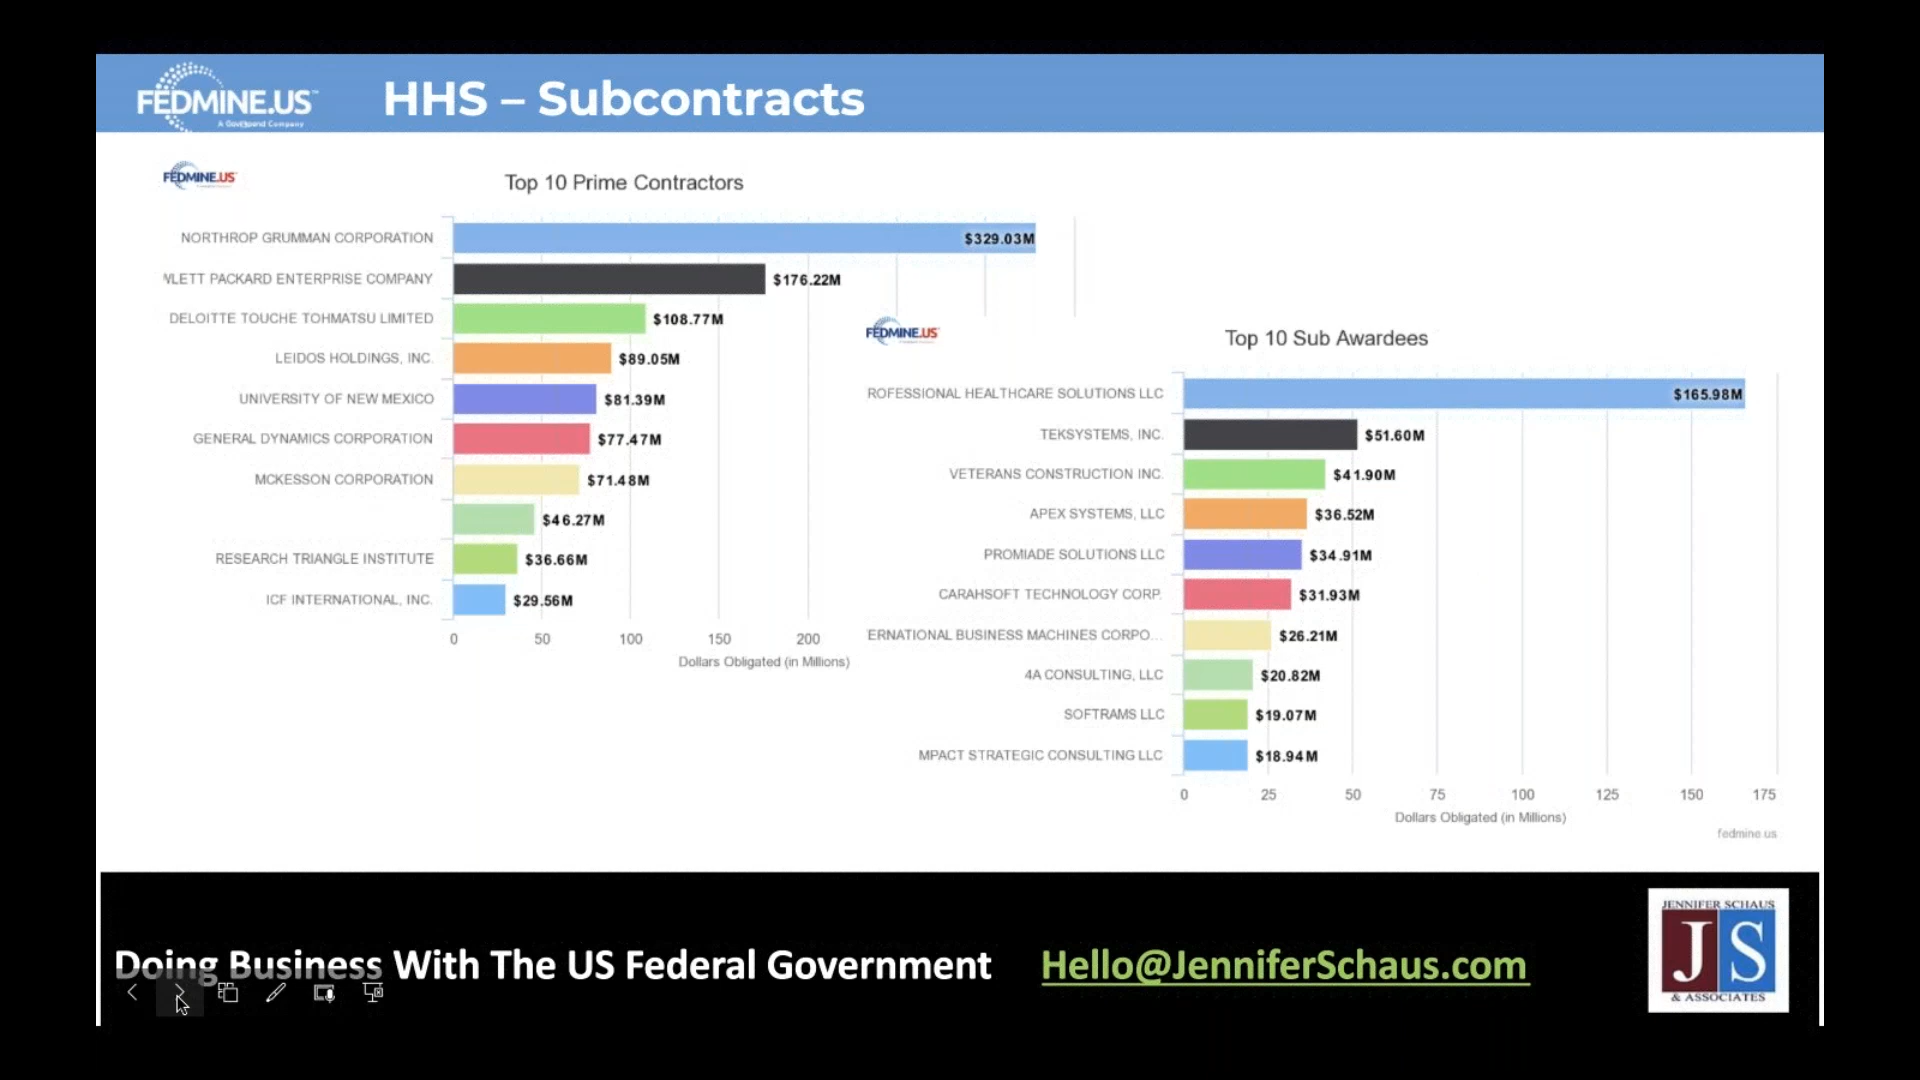 FEDMINE.US™
A GovSpend Company
HHS – Subcontracts
FEDMINE.US
Top 10 Prime Contractors
NORTHROP GRUMMAN CORPORATION
$329.03M
WLETT PACKARD ENTERPRISE COMPANY
$176.22M
DELOITTE TOUCHE TOHMATSU LIMITED
$108.77M
LEIDOS HOLDINGS, INC.
$89.05M
UNIVERSITY OF NEW MEXICO
$81.39M
GENERAL DYNAMICS CORPORATION
$77.47M
MCKESSON CORPORATION
$71.48M
$46.27M
RESEARCH TRIANGLE INSTITUTE
$36.66M
ICF INTERNATIONAL, INC.
$29.56M
0 50 100 150 200
Dollars Obligated (in Millions)
FEDMINE.US
Top 10 Sub Awardees
ROFESSIONAL HEALTHCARE SOLUTIONS LLC
$165.98M
TEKSYSTEMS, INC.
$51.60M
VETERANS CONSTRUCTION INC.
$41.90M
APEX SYSTEMS, LLC
$36.52M
PROMIADE SOLUTIONS LLC
$34.91M
CARAHSOFT TECHNOLOGY CORP.
$31.93M
ERNATIONAL BUSINESS MACHINES CORPO...
$26.21M
4A CONSULTING, LLC
$20.82M
SOFTRAMS LLC
$19.07M
MPACT STRATEGIC CONSULTING LLC
$18.94M
0 25 50 75 100 125 150 175
Dollars Obligated (in Millions)
fedmine.us
Doing Business With The US Federal Government
Hello@JenniferSchaus.com
JENNIFER SCHAUS
JS
& ASSOCIATES